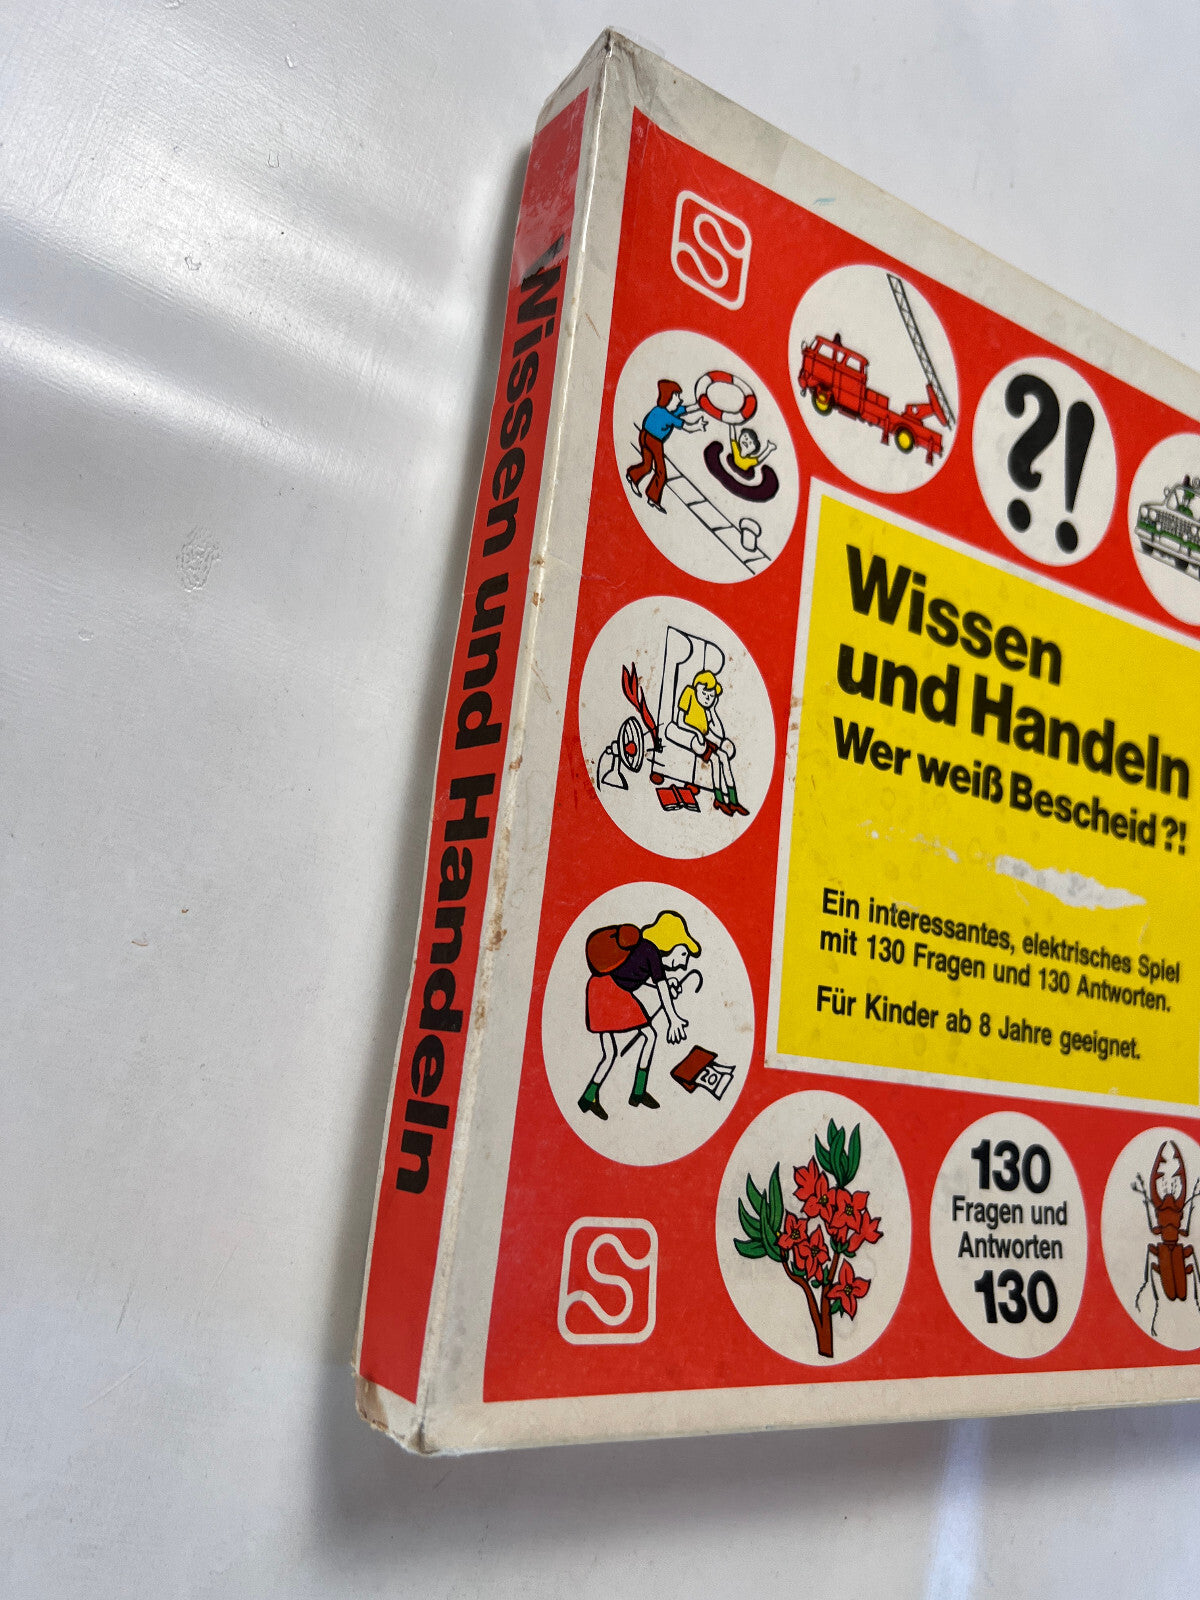 Wissen und Handeln
S
?!
Wissen
und Handeln
Wer weiß Bescheid?!
Ein interessantes, elektrisches Spiel
mit 130 Fragen und 130 Antworten.
Für Kinder ab 8 Jahre geeignet.
20
130
Fragen und
Antworten
130
S